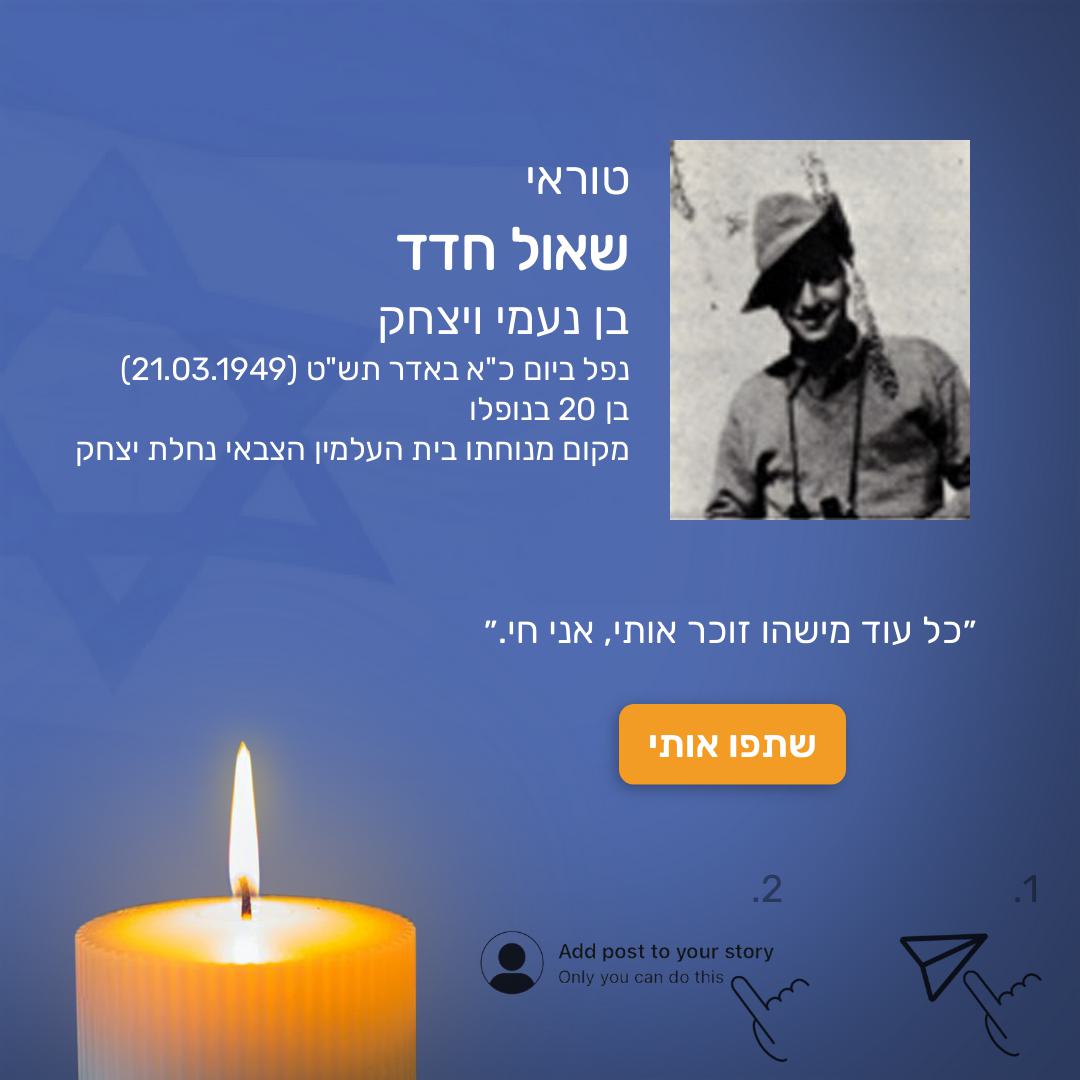 טוראי
שאול חדד
בן נעמי ויצחק
נפל ביום כ"א באדר תש"ט (21.03.1949)
בן 20 בנופלו
מקום מנוחתו בית העלמין הצבאי נחלת יצחק
״כל עוד מישהו זוכר אותי, אני חי.״
שתפו אותי
.1
.2
Add post to your story
Only you can do this